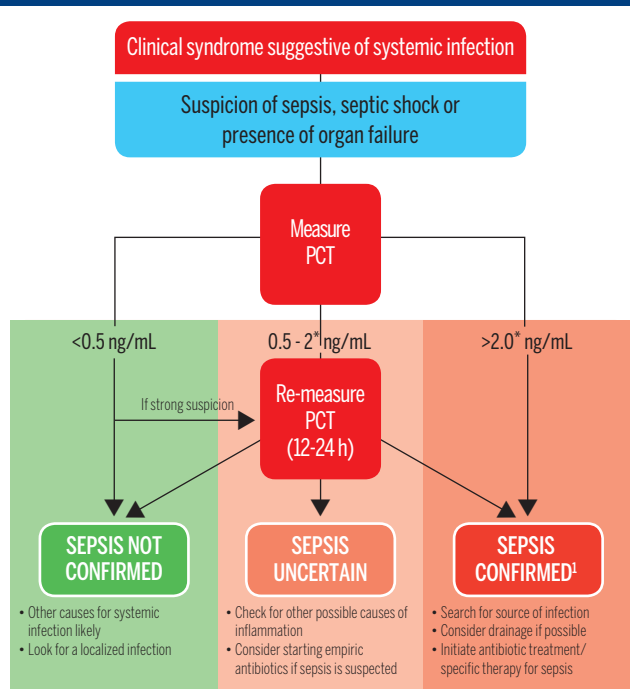 Clinical syndrome suggestive of systemic infection
Suspicion of sepsis, septic shock or
presence of organ failure
Measure
PCT
<0.5 ng/mL
0.5 - 2* ng/mL
>2.0* ng/mL
If strong suspicion
Re-measure
PCT
(12-24 h)
SEPSIS NOT
CONFIRMED
• Other causes for systemic
infection likely
• Look for a localized infection
SEPSIS
UNCERTAIN
• Check for other possible causes of
inflammation
• Consider starting empiric
antibiotics if sepsis is suspected
SEPSIS
CONFIRMED¹
• Search for source of infection
• Consider drainage if possible
• Initiate antibiotic treatment/
specific therapy for sepsis